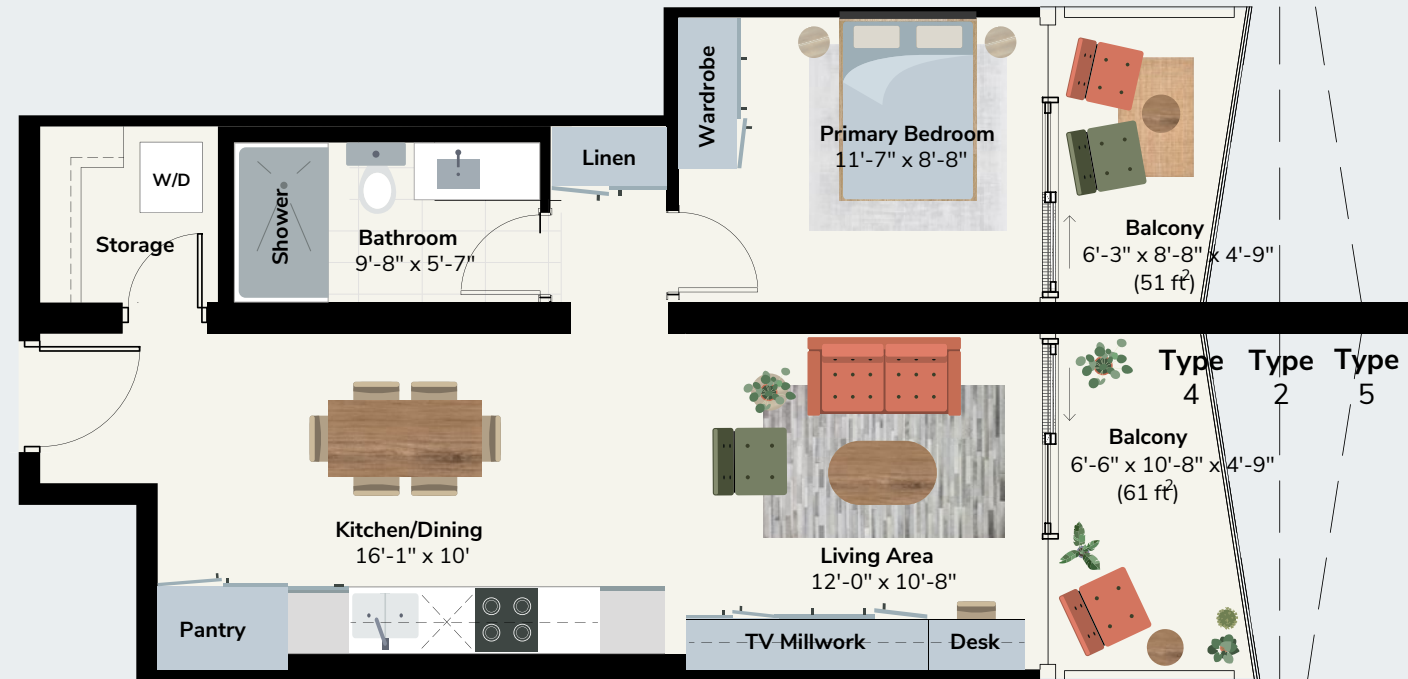 Wardrobe
Primary Bedroom
11'-7" x 8'-8"
Linen
W/D
Storage
Shower
Bathroom
9'-8" x 5'-7"
Balcony
6'-3" x 8'-8" x 4'-9"
(51 ft²)
Type
4
Type
2
Type
5
Balcony
6'-6" x 10'-8" x 4'-9"
(61 ft²)
Kitchen/Dining
16'-1" x 10'
Living Area
12'-0" x 10'-8"
Pantry
TV Millwork
Desk